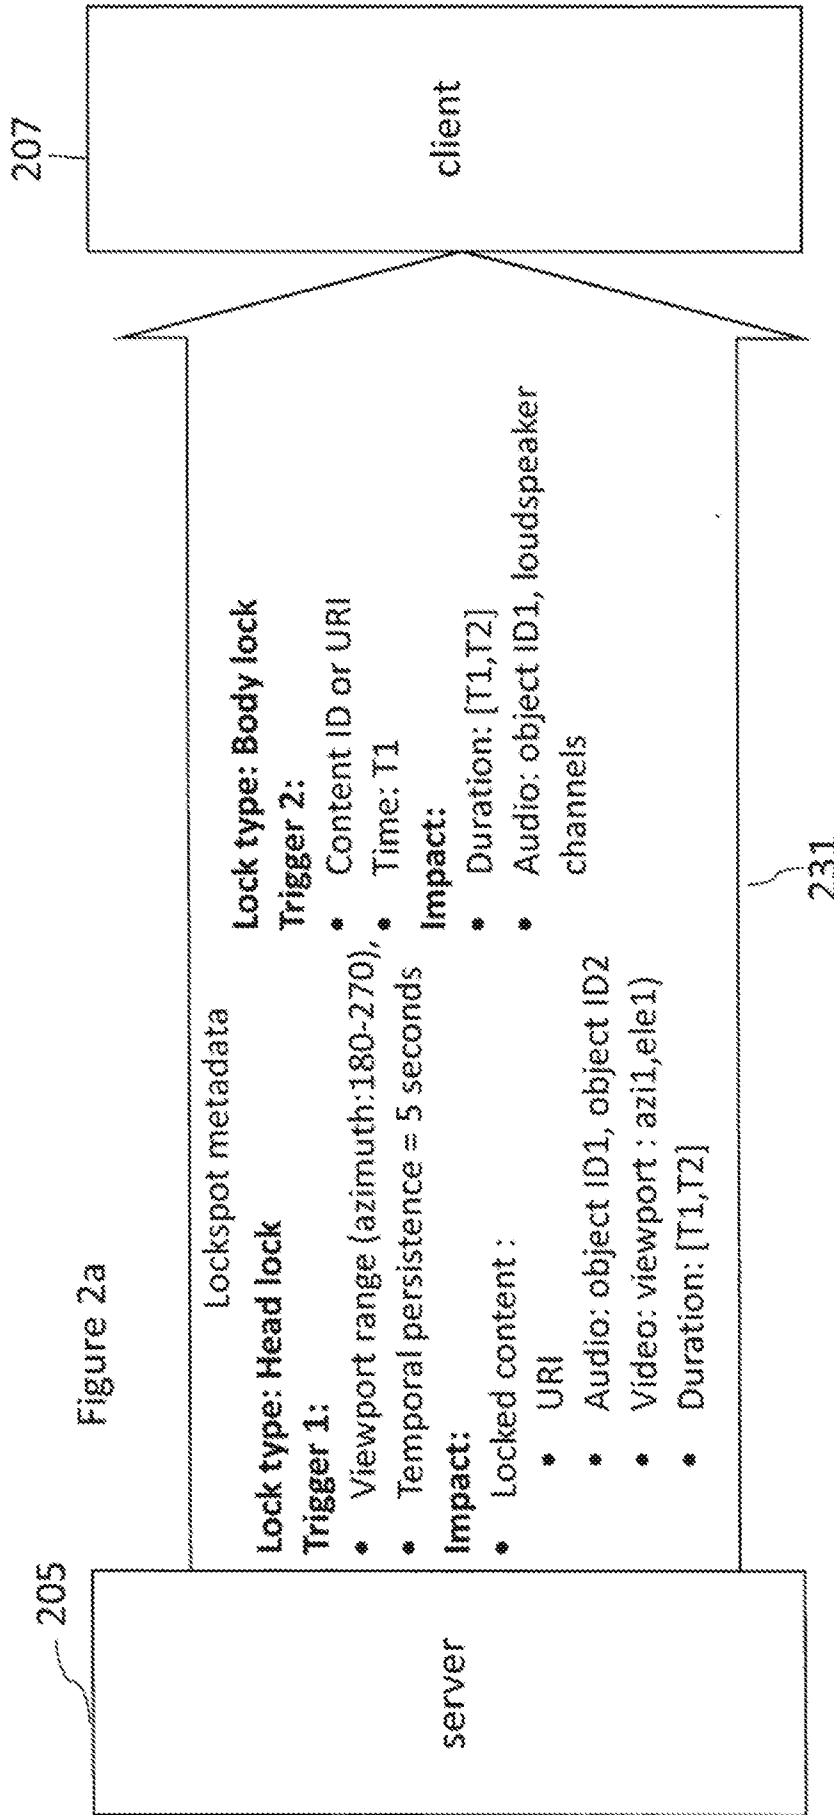 Figure 2a
205
server
Lockspot metadata
Lock type: Head lock
Trigger 1:
• Viewport range (azimuth:180-270),
• Temporal persistence = 5 seconds
Impact:
• Locked content :
• URI
• Audio: object ID1, object ID2
• Video: viewport : azi1,ele1)
• Duration: [T1,T2]
Lock type: Body lock
Trigger 2:
• Content ID or URI
• Time: T1
Impact:
• Duration: [T1,T2]
• Audio: object ID1, loudspeaker
channels
231
207
client